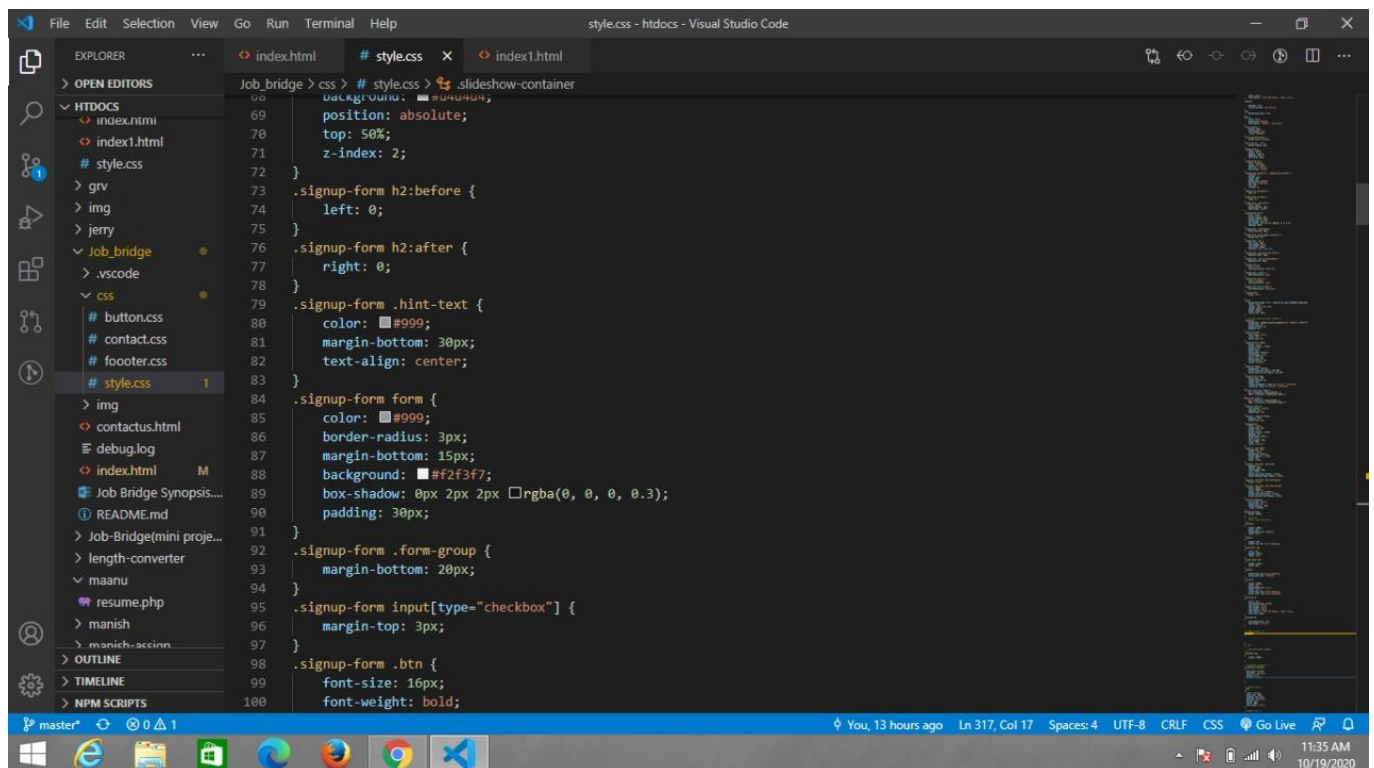 File Edit Selection View Go Run Terminal Help style.css - htdocs - Visual Studio Code
EXPLORER ...
OPEN EDITORS
HTDOCS
index.html
index1.html
# style.css
grv
img
jerry
Job_bridge
.vscode
css
# button.css
# contact.css
# foooter.css
# style.css 1
img
contactus.html
debug.log
index.html M
Job Bridge Synopsis....
README.md
Job-Bridge(mini proje...
length-converter
maanu
resume.php
manish
manish-assign
OUTLINE
TIMELINE
NPM SCRIPTS
index.html # style.css index1.html
Job_bridge > css > # style.css > .slideshow-container
68 background: #d4d4d4;
69 position: absolute;
70 top: 50%;
71 z-index: 2;
72 }
73 .signup-form h2:before {
74 left: 0;
75 }
76 .signup-form h2:after {
77 right: 0;
78 }
79 .signup-form .hint-text {
80 color: #999;
81 margin-bottom: 30px;
82 text-align: center;
83 }
84 .signup-form form {
85 color: #999;
86 border-radius: 3px;
87 margin-bottom: 15px;
88 background: #f2f3f7;
89 box-shadow: 0px 2px 2px rgba(0, 0, 0, 0.3);
90 padding: 30px;
91 }
92 .signup-form .form-group {
93 margin-bottom: 20px;
94 }
95 .signup-form input[type="checkbox"] {
96 margin-top: 3px;
97 }
98 .signup-form .btn {
99 font-size: 16px;
100 font-weight: bold;
1
master* 0 1 You, 13 hours ago Ln 317, Col 17 Spaces: 4 UTF-8 CRLF CSS Go Live
11:35 AM
10/19/2020